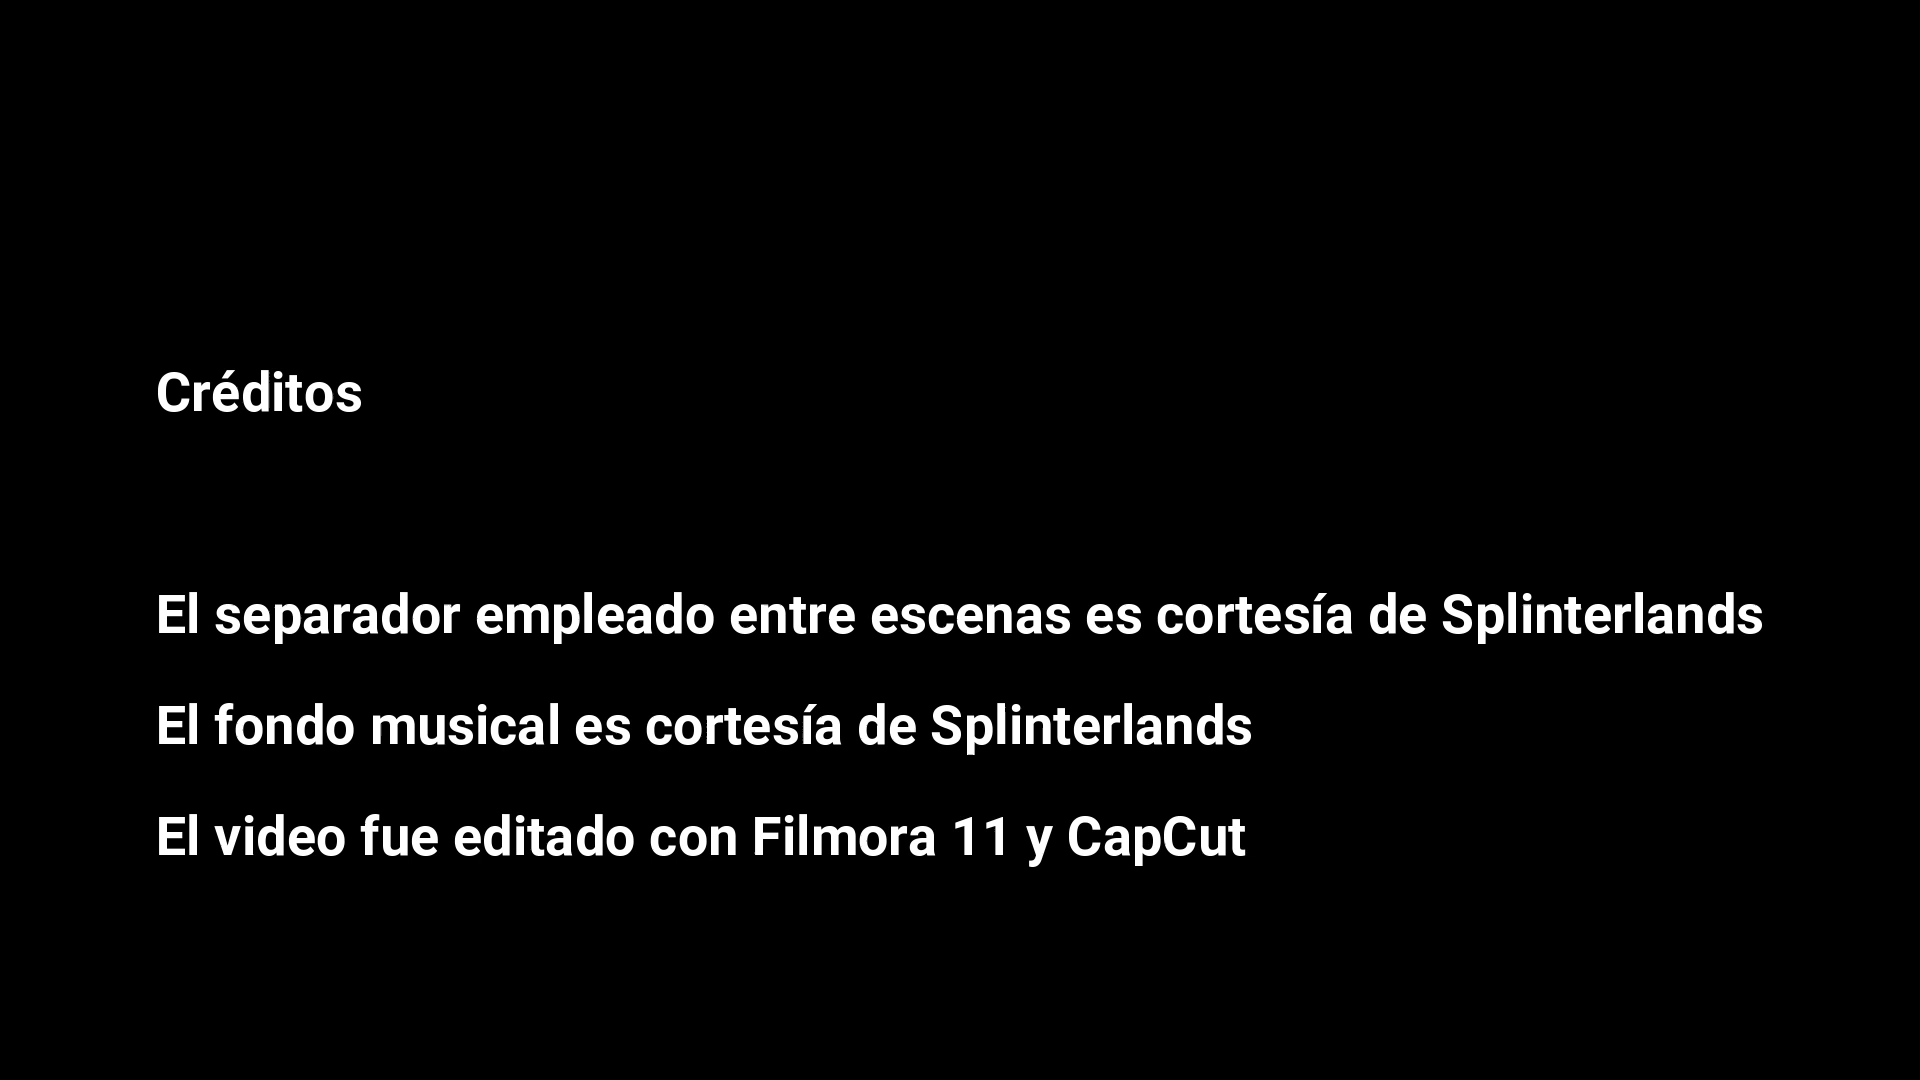 Créditos
El separador empleado entre escenas es cortesía de Splinterlands
El fondo musical es cortesía de Splinterlands
El video fue editado con Filmora 11 y CapCut